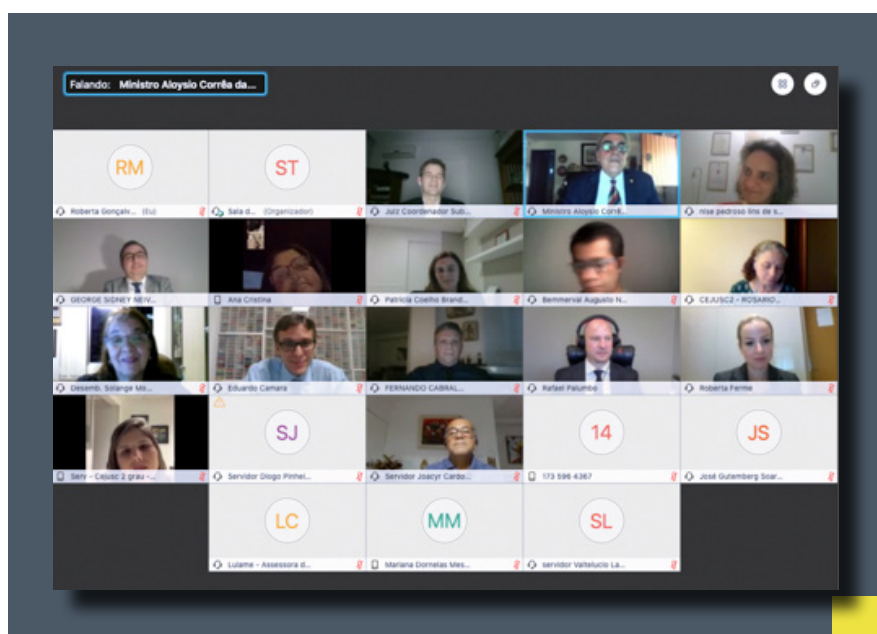 Falando: Ministro Aloysio Corrêa da...
RM
ST
Roberta Gonçalv... (Eu)
Sala d... (Organizador)
Juiz Coordenador Sub...
Ministro Aloysio Corrê...
nise pedroso lins de s...
GEORGE SIDNEY NEIV...
Ana Cristina
Patrícia Coelho Brand...
Bemmerval Augusto N...
CEJUSC2 - ROSARIO...
Desemb. Solange Mo...
Eduardo Camara
FERNANDO CABRAL...
Rafael Palumbo
Roberta Ferme
SJ
14
JS
Serv - Cejusc 2 grau -...
Servidor Diogo Pinhei...
Servidor Joacyr Cardo...
173 596 4367
José Gutemberg Soar...
LC
MM
SL
Luiame - Assessora d...
Mariana Dornelas Mes...
servidor Valtelucio La...